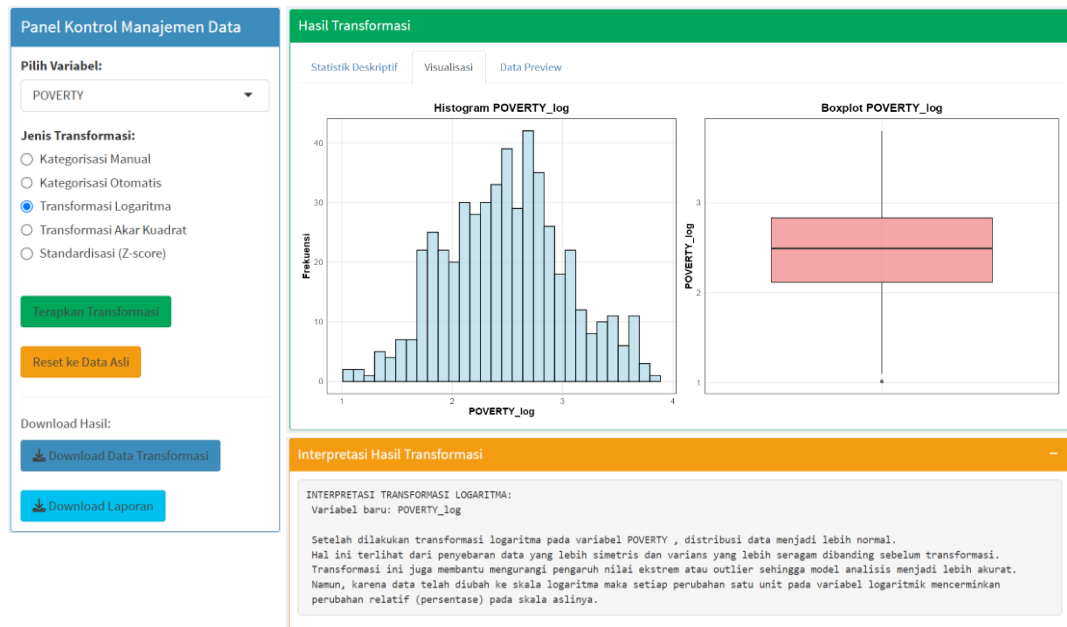 Panel Kontrol Manajemen Data
Pilih Variabel:
POVERTY
Jenis Transformasi:
Kategorisasi Manual
Kategorisasi Otomatis
Transformasi Logaritma
Transformasi Akar Kuadrat
Standardisasi (Z-score)
Terapkan Transformasi
Reset ke Data Asli
Download Hasil:
Download Data Transformasi
Download Laporan
Hasil Transformasi
Statistik Deskriptif Visualisasi Data Preview
Histogram POVERTY_log
Frekuensi
40
30
20
10
0
1 2 3 4
POVERTY_log
Boxplot POVERTY_log
POVERTY_log
3
2
1
Interpretasi Hasil Transformasi
INTERPRETASI TRANSFORMASI LOGARITMA:
Variabel baru: POVERTY_log
Setelah dilakukan transformasi logaritma pada variabel POVERTY , distribusi data menjadi lebih normal.
Hal ini terlihat dari penyebaran data yang lebih simetris dan varians yang lebih seragam dibanding sebelum transformasi.
Transformasi ini juga membantu mengurangi pengaruh nilai ekstrem atau outlier sehingga model analisis menjadi lebih akurat.
Namun, karena data telah diubah ke skala logaritma maka setiap perubahan satu unit pada variabel logaritmik mencerminkan
perubahan relatif (persentase) pada skala aslinya.